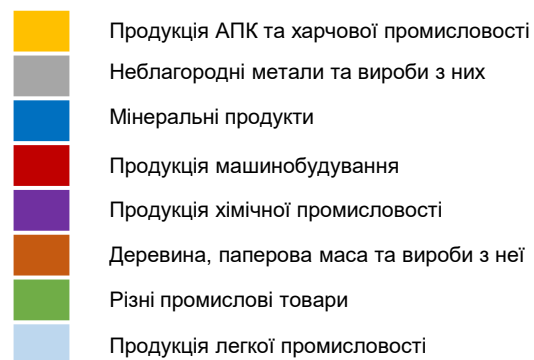 Продукція АПК та харчової промисловості
Неблагородні метали та вироби з них
Мінеральні продукти
Продукція машинобудування
Продукція хімічної промисловості
Деревина, паперова маса та вироби з неї
Різні промислові товари
Продукція легкої промисловості